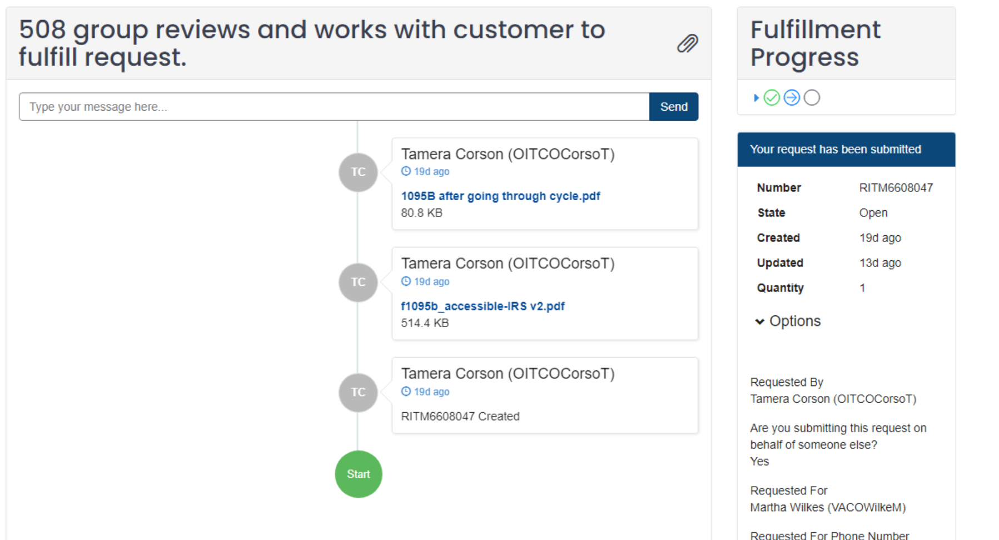 508 group reviews and works with customer to
fulfill request.
Type your message here...
Send
TC
Tamera Corson (OITCOCorsoT)
19d ago
1095B after going through cycle.pdf
80.8 KB
TC
Tamera Corson (OITCOCorsoT)
19d ago
f1095b_accessible-IRS v2.pdf
514.4 KB
TC
Tamera Corson (OITCOCorsoT)
19d ago
RITM6608047 Created
Start
Fulfillment
Progress
Your request has been submitted
Number RITM6608047
State Open
Created 19d ago
Updated 13d ago
Quantity 1
Options
Requested By
Tamera Corson (OITCOCorsoT)
Are you submitting this request on
behalf of someone else?
Yes
Requested For
Martha Wilkes (VACOWilkeM)
Requested For Phone Number